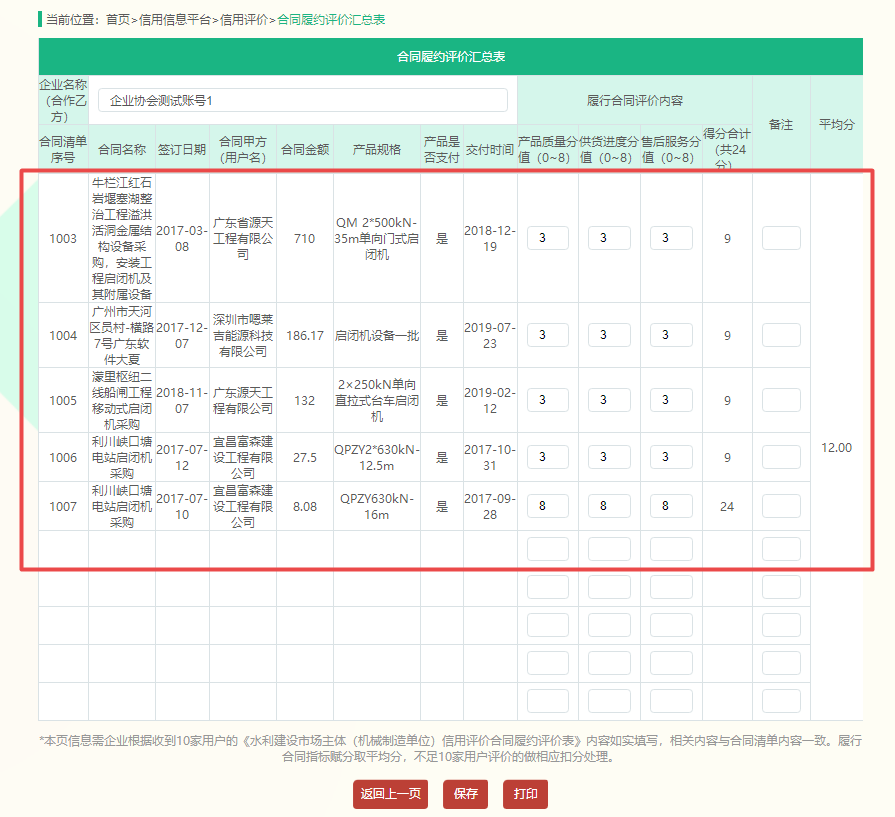 当前位置：首页>信用信息平台>信用评价>合同履约评价汇总表
合同履约评价汇总表
企业名称
（合作乙
方）
企业协会测试账号1
履行合同评价内容
备注
平均分
合同清单
序号
合同名称
签订日期
合同甲方
（用户名）
合同金额
产品规格
产品是
否支付
交付时间
产品质量分
值（0~8）
供货进度分
值（0~8）
售后服务分
值（0~8）
得分合计
（共24
分）
1003
牛栏江红石
岩堰塞湖整
治工程溢洪
活洞金属结
构设备采
购，安装工
程启闭机及
其附属设备
2017-03-
08
广东省源天
工程有限公
司
710
QM 2*500kN-
35m单向门式启
闭机
是
2018-12-
19
3
3
3
9
1004
广州市天河
区员村-横路
7号广东软
件大夏
2017-12-
07
深圳市嗯莱
吉能源科技
有限公司
186.17
启闭机设备一批
是
2019-07-
23
3
3
3
9
1005
濛里枢纽二
线船闸工程
移动式启闭
机采购
2018-11-
07
广东源天工
程有限公司
132
2×250kN单向
直拉式台车启闭
机
是
2019-02-
12
3
3
3
9
1006
利川峡口塘
电站启闭机
采购
2017-07-
12
宜昌富森建
设工程有限
公司
27.5
QPZY2*630kN-
12.5m
是
2017-10-
31
3
3
3
9
1007
利川峡口塘
电站启闭机
采购
2017-07-
10
宜昌富森建
设工程有限
公司
8.08
QPZY630kN-
16m
是
2017-09-
28
8
8
8
24
12.00
*本页信息需企业根据收到10家用户的《水利建设市场主体（机械制造单位）信用评价合同履约评价表》内容如实填写，相关内容与合同清单内容一致。履行
合同指标赋分取平均分，不足10家用户评价的做相应扣分处理。
返回上一页
保存
打印